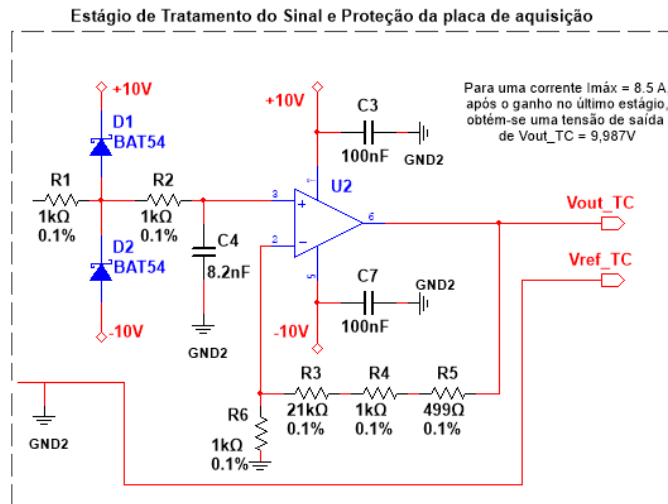 Estágio de Tratamento do Sinal e Proteção da placa de aquisição
+10V
D1
BAT54
R1
1kΩ
0.1%
R2
1kΩ
0.1%
D2
BAT54
-10V
C4
8.2nF
GND2
+10V
C3
100nF
GND2
U2
3
2
7
6
5
+
−
C7
100nF
GND2
-10V
Para uma corrente Imáx = 8.5 A,
após o ganho no último estágio,
obtém-se uma tensão de saída
de Vout_TC = 9,987V
Vout_TC
Vref_TC
R3
21kΩ
0.1%
R4
1kΩ
0.1%
R5
499Ω
0.1%
R6
1kΩ
0.1%
GND2